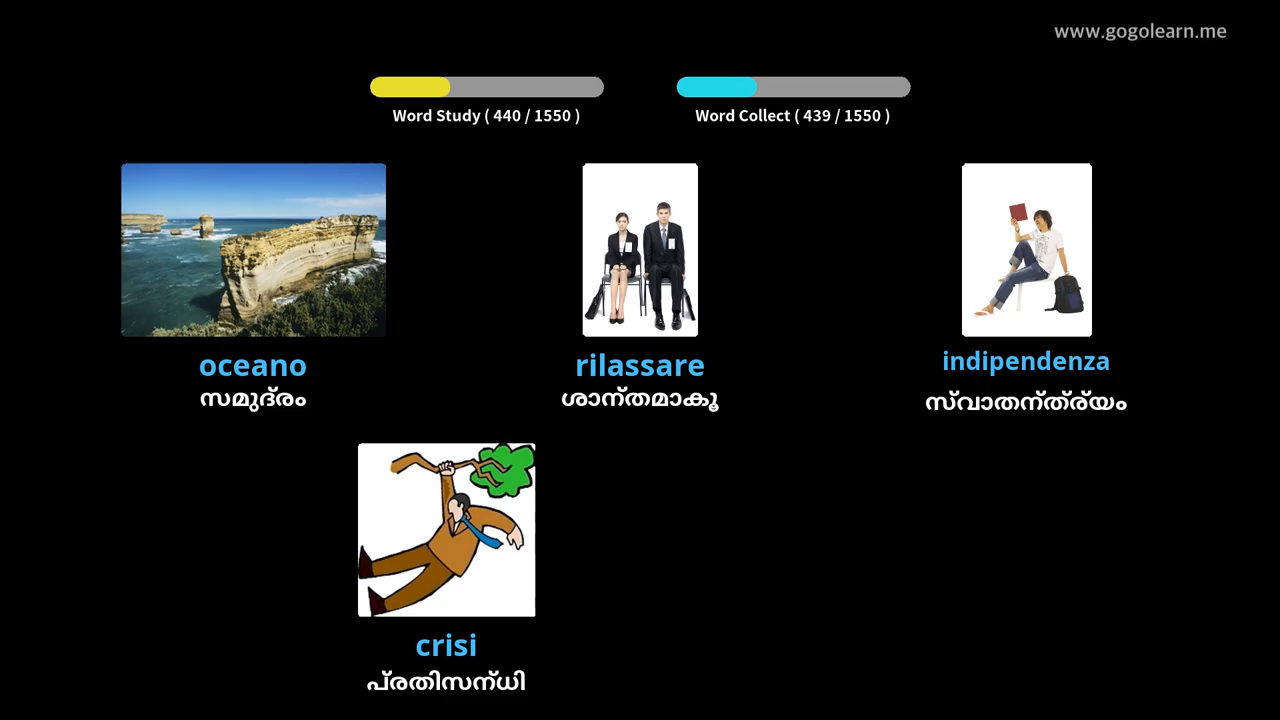 www.gogolearn.me
Word Study ( 440 / 1550 )
Word Collect ( 439 / 1550 )
oceano
സമുദ്രം
rilassare
ശാന്തമാകൂ
indipendenza
സ്വാതന്ത്ര്യം
crisi
പ്രതിസന്ധി